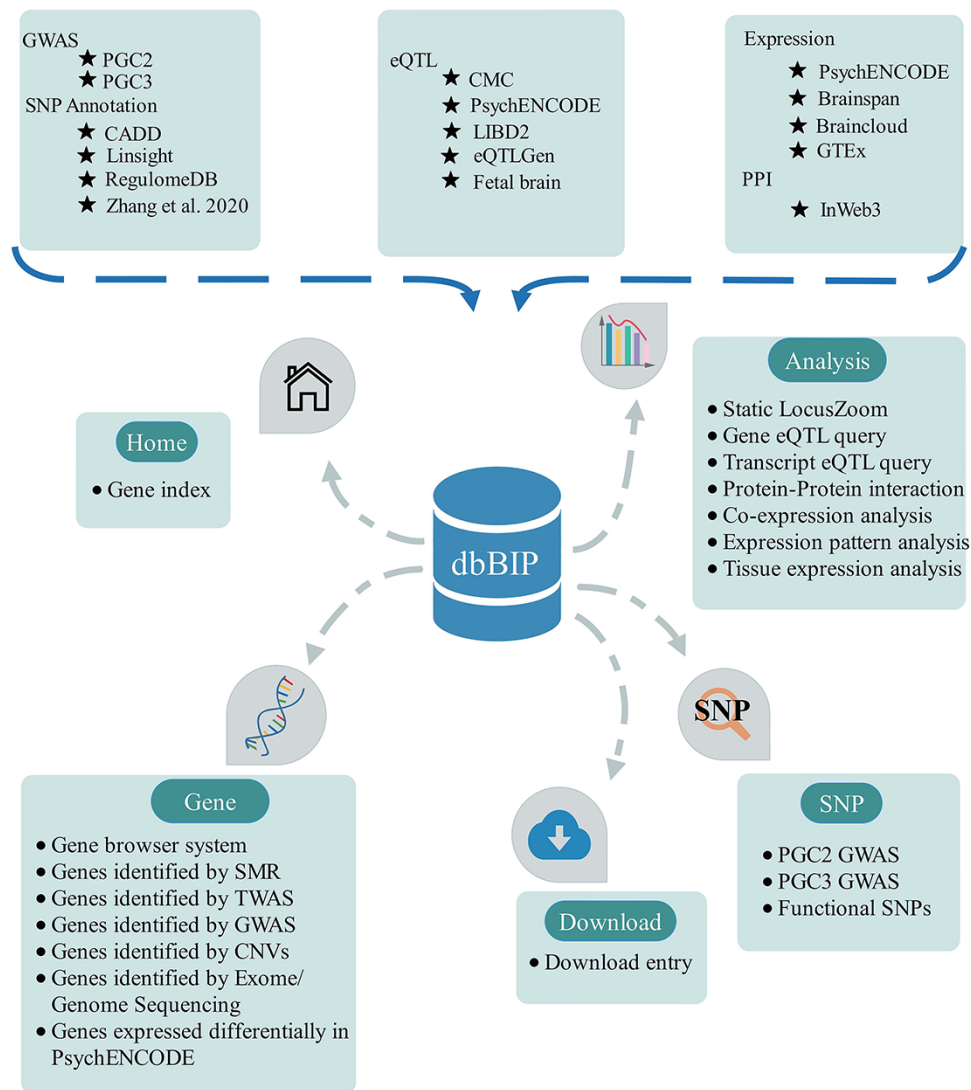 GWAS
★ PGC2
★ PGC3
SNP Annotation
★ CADD
★ Linsight
★ RegulomeDB
★ Zhang et al. 2020
eQTL
★ CMC
★ PsychENCODE
★ LIBD2
★ eQTLGen
★ Fetal brain
Expression
★ PsychENCODE
★ Brainspan
★ Braincloud
★ GTEx
PPI
★ InWeb3
Home
• Gene index
Analysis
• Static LocusZoom
• Gene eQTL query
• Transcript eQTL query
• Protein-Protein interaction
• Co-expression analysis
• Expression pattern analysis
• Tissue expression analysis
dbBIP
Gene
• Gene browser system
• Genes identified by SMR
• Genes identified by TWAS
• Genes identified by GWAS
• Genes identified by CNVs
• Genes identified by Exome/
Genome Sequencing
• Genes expressed differentially in
PsychENCODE
Download
• Download entry
SNP
SNP
• PGC2 GWAS
• PGC3 GWAS
• Functional SNPs